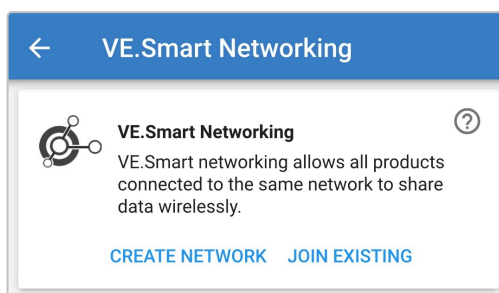 VE.Smart Networking
VE.Smart Networking
VE.Smart networking allows all products
connected to the same network to share
data wirelessly.
CREATE NETWORK JOIN EXISTING